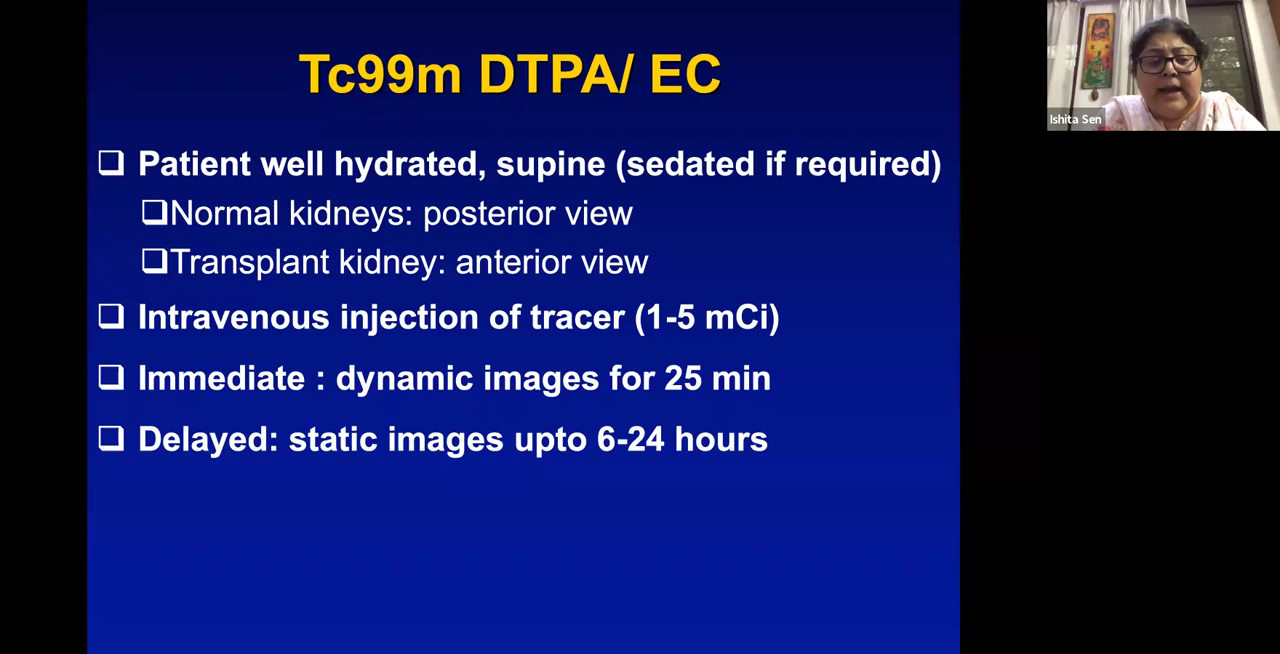 Tc99m DTPA/ EC
Patient well hydrated, supine (sedated if required)
Normal kidneys: posterior view
Transplant kidney: anterior view
Intravenous injection of tracer (1-5 mCi)
Immediate : dynamic images for 25 min
Delayed: static images upto 6-24 hours
Ishita Sen